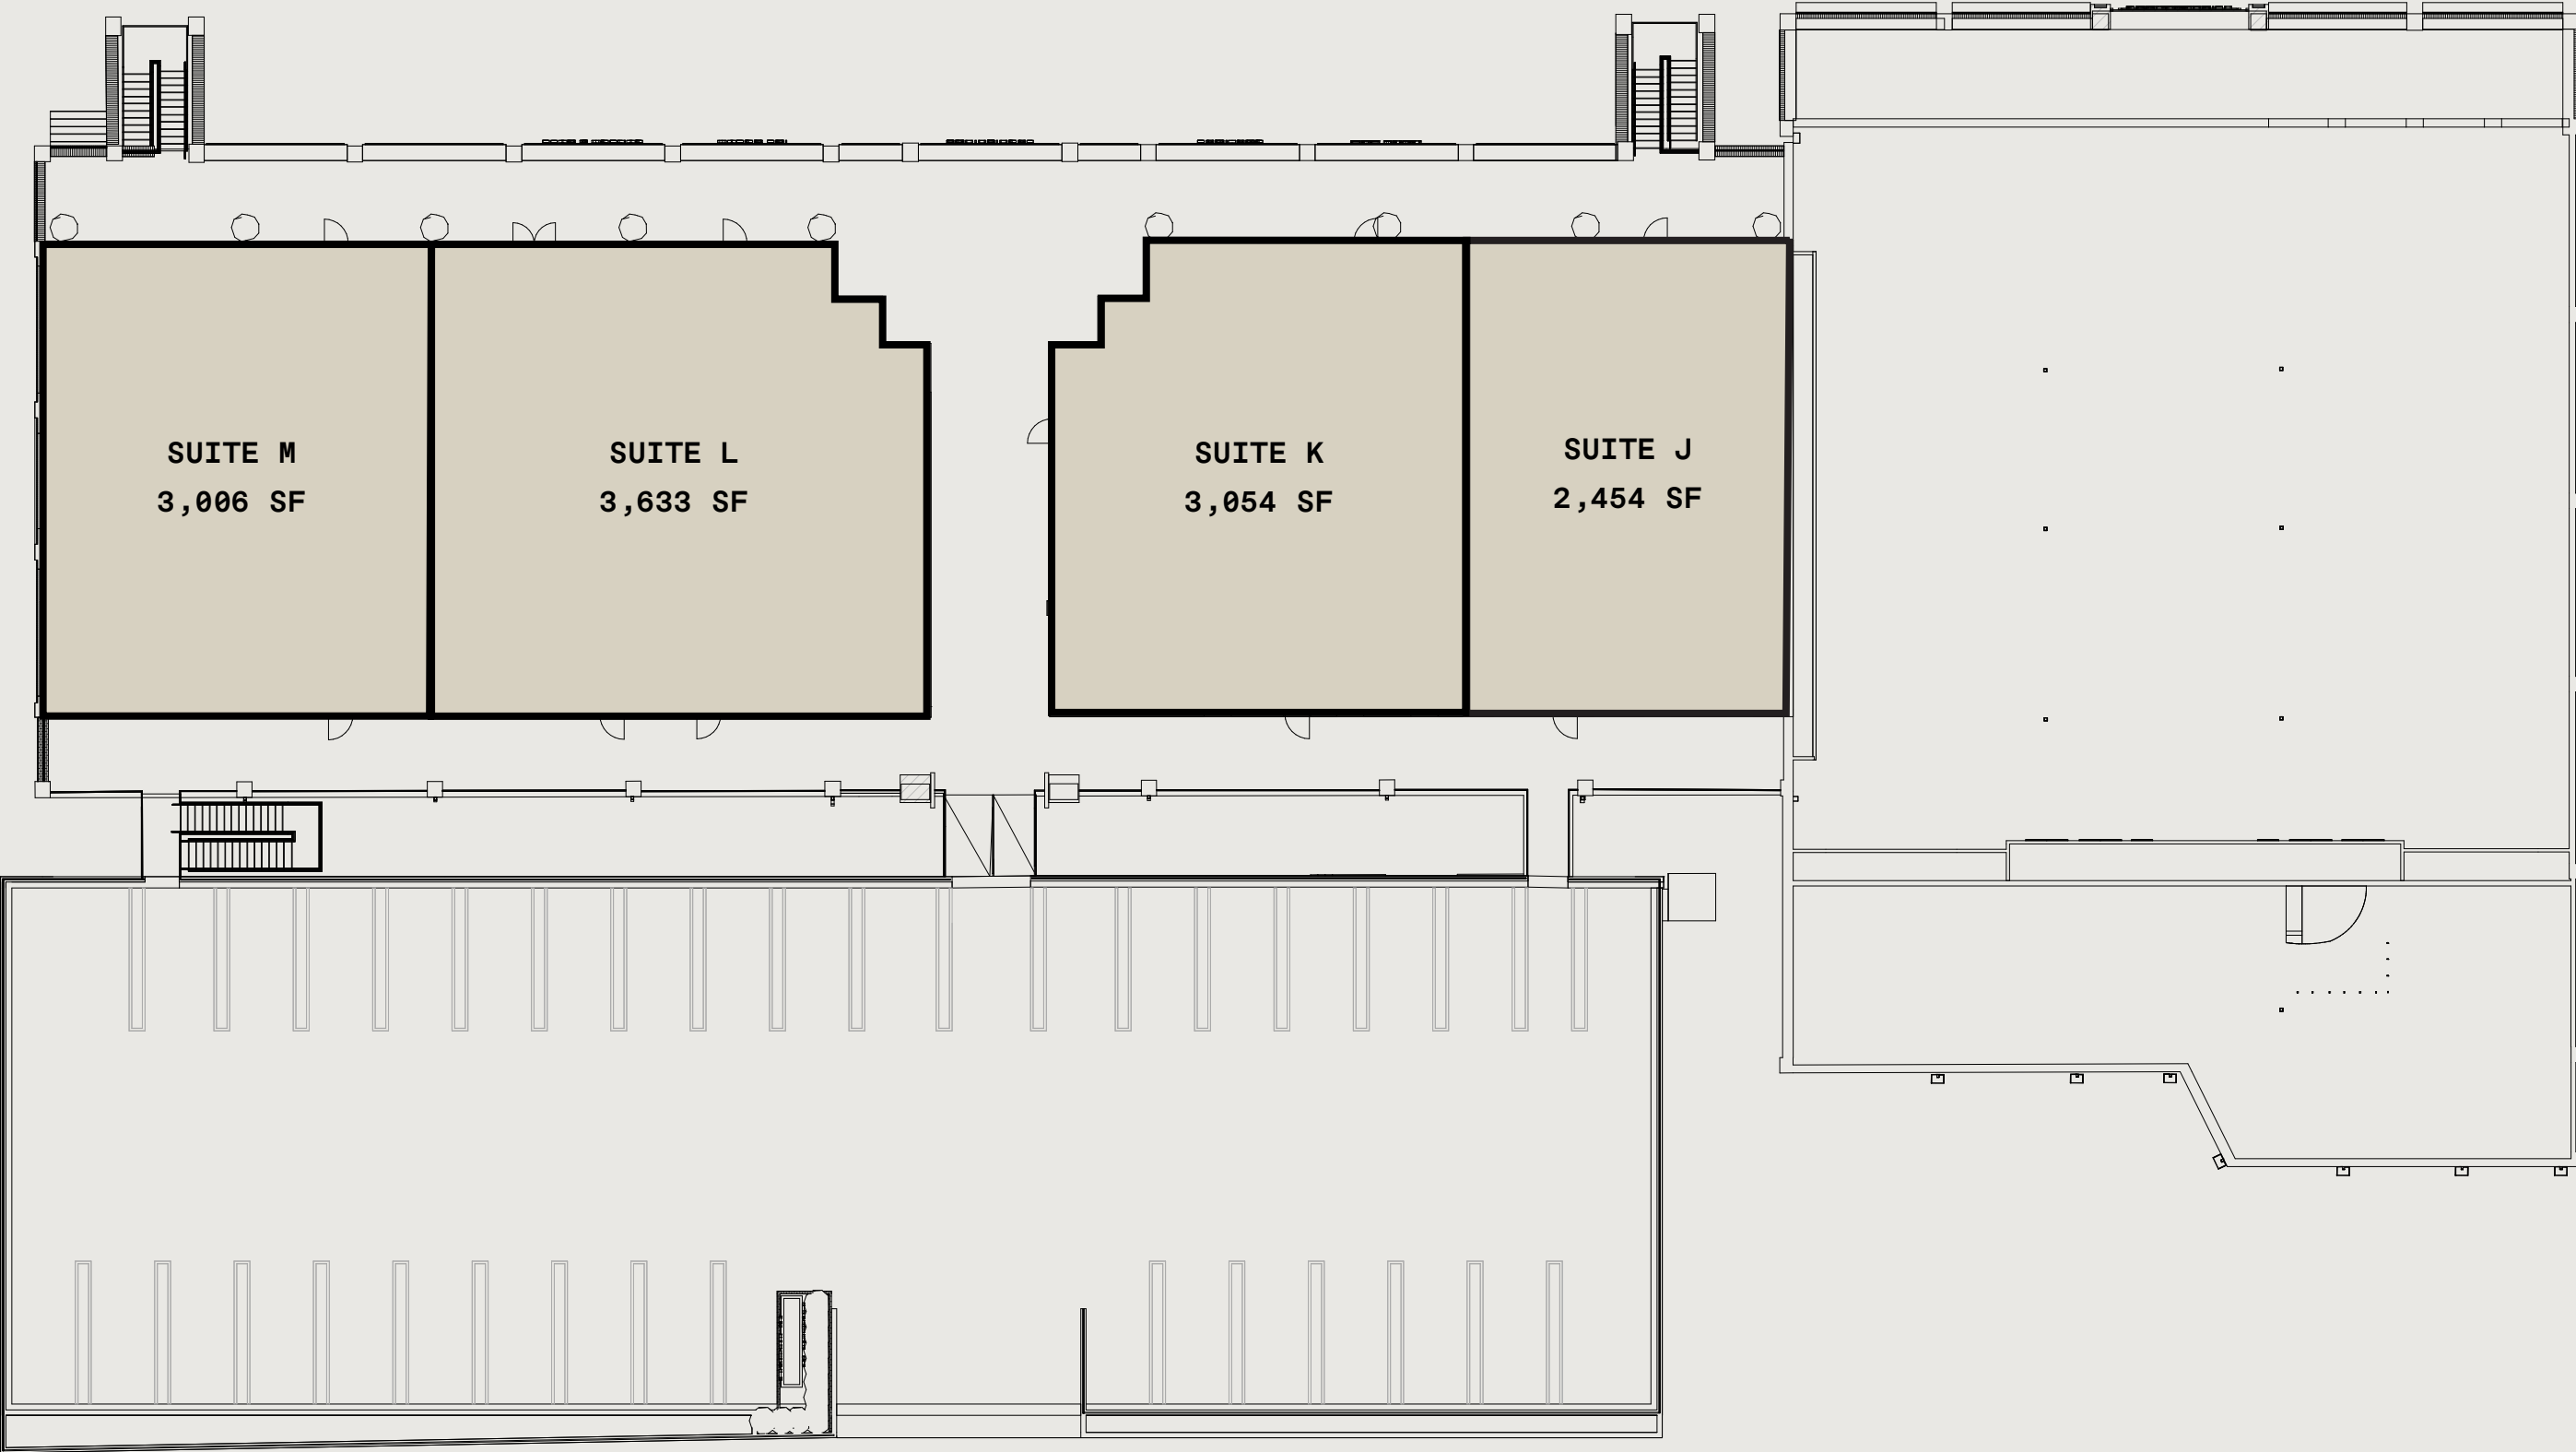 SUITE M
3,006 SF
SUITE L
3,633 SF
SUITE K
3,054 SF
SUITE J
2,454 SF